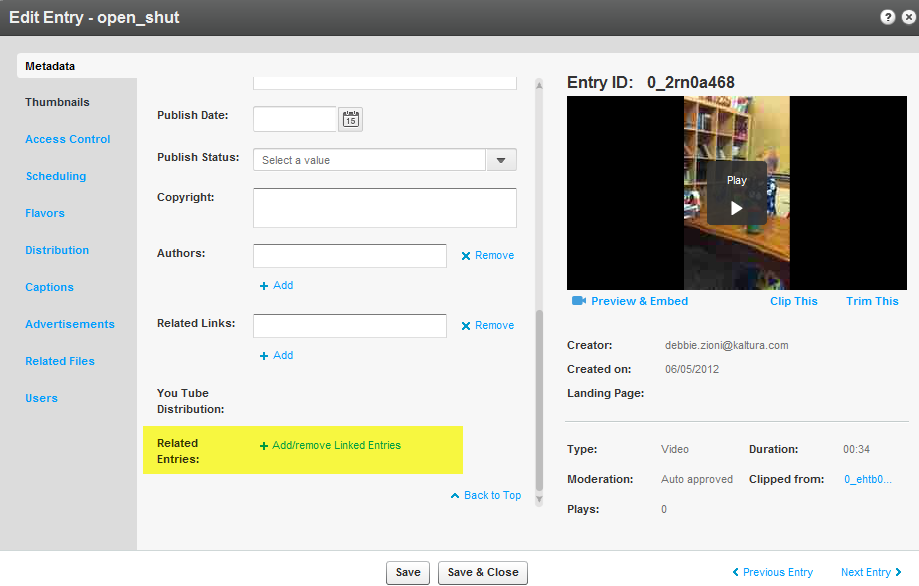 Edit Entry - open_shut
?
Metadata
Thumbnails
Access Control
Scheduling
Flavors
Distribution
Captions
Advertisements
Related Files
Users
Publish Date:
15
Publish Status:
Select a value
Copyright:
Authors:
Remove
Add
Related Links:
Remove
Add
You Tube
Distribution:
Related
Entries:
Add/remove Linked Entries
Back to Top
Entry ID: 0_2rn0a468
Play
Preview & Embed
Clip This
Trim This
Creator: debbie.zioni@kaltura.com
Created on: 06/05/2012
Landing Page:
Type: Video Duration: 00:34
Moderation: Auto approved Clipped from: 0_ehtb0...
Plays: 0
Save
Save & Close
Previous Entry
Next Entry